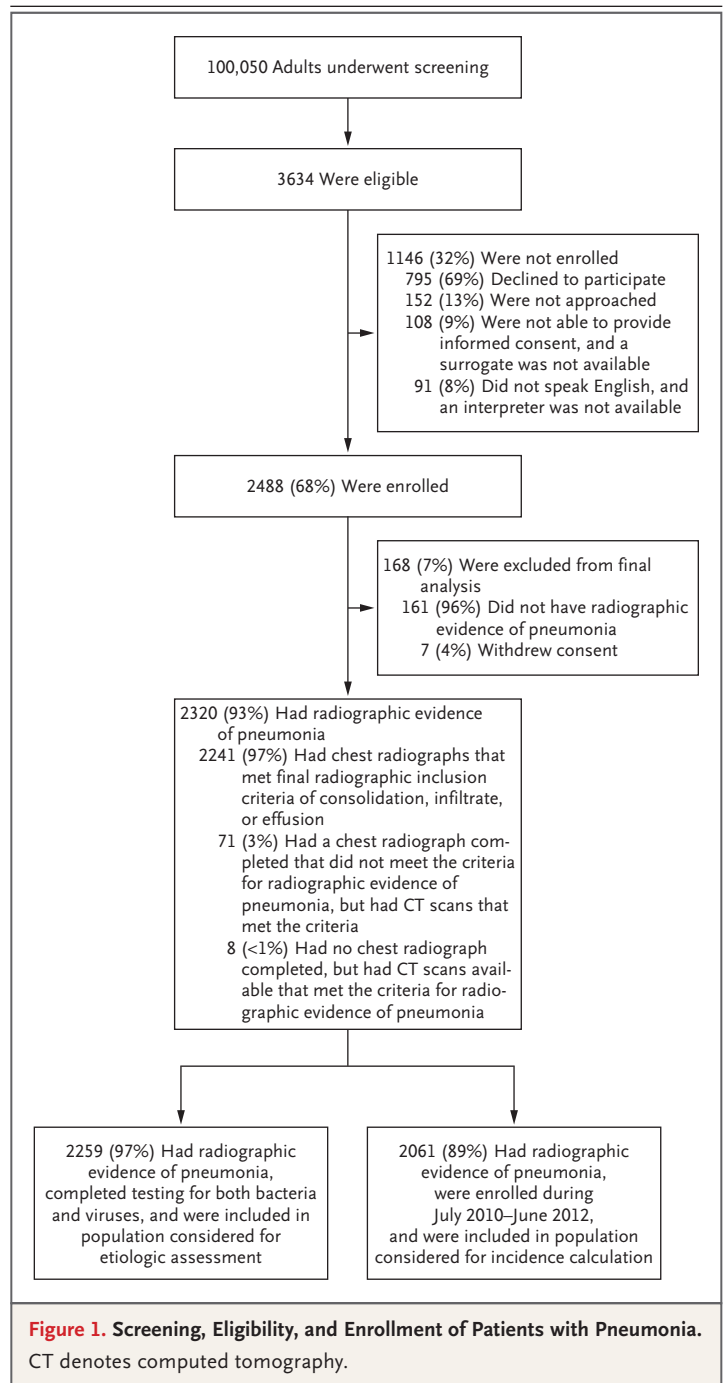 100,050 Adults underwent screening
3634 Were eligible
1146 (32%) Were not enrolled
795 (69%) Declined to participate
152 (13%) Were not approached
108 (9%) Were not able to provide
informed consent, and a
surrogate was not available
91 (8%) Did not speak English, and
an interpreter was not available
2488 (68%) Were enrolled
168 (7%) Were excluded from final
analysis
161 (96%) Did not have radiographic
evidence of pneumonia
7 (4%) Withdrew consent
2320 (93%) Had radiographic evidence
of pneumonia
2241 (97%) Had chest radiographs that
met final radiographic inclusion
criteria of consolidation, infiltrate,
or effusion
71 (3%) Had a chest radiograph com-
pleted that did not meet the criteria
for radiographic evidence of
pneumonia, but had CT scans that
met the criteria
8 (<1%) Had no chest radiograph
completed, but had CT scans avail-
able that met the criteria for radio-
graphic evidence of pneumonia
2259 (97%) Had radiographic
evidence of pneumonia,
completed testing for both bacteria
and viruses, and were included in
population considered for
etiologic assessment
2061 (89%) Had radiographic
evidence of pneumonia,
were enrolled during
July 2010–June 2012,
and were included in population
considered for incidence calculation
Figure 1. Screening, Eligibility, and Enrollment of Patients with Pneumonia.
CT denotes computed tomography.